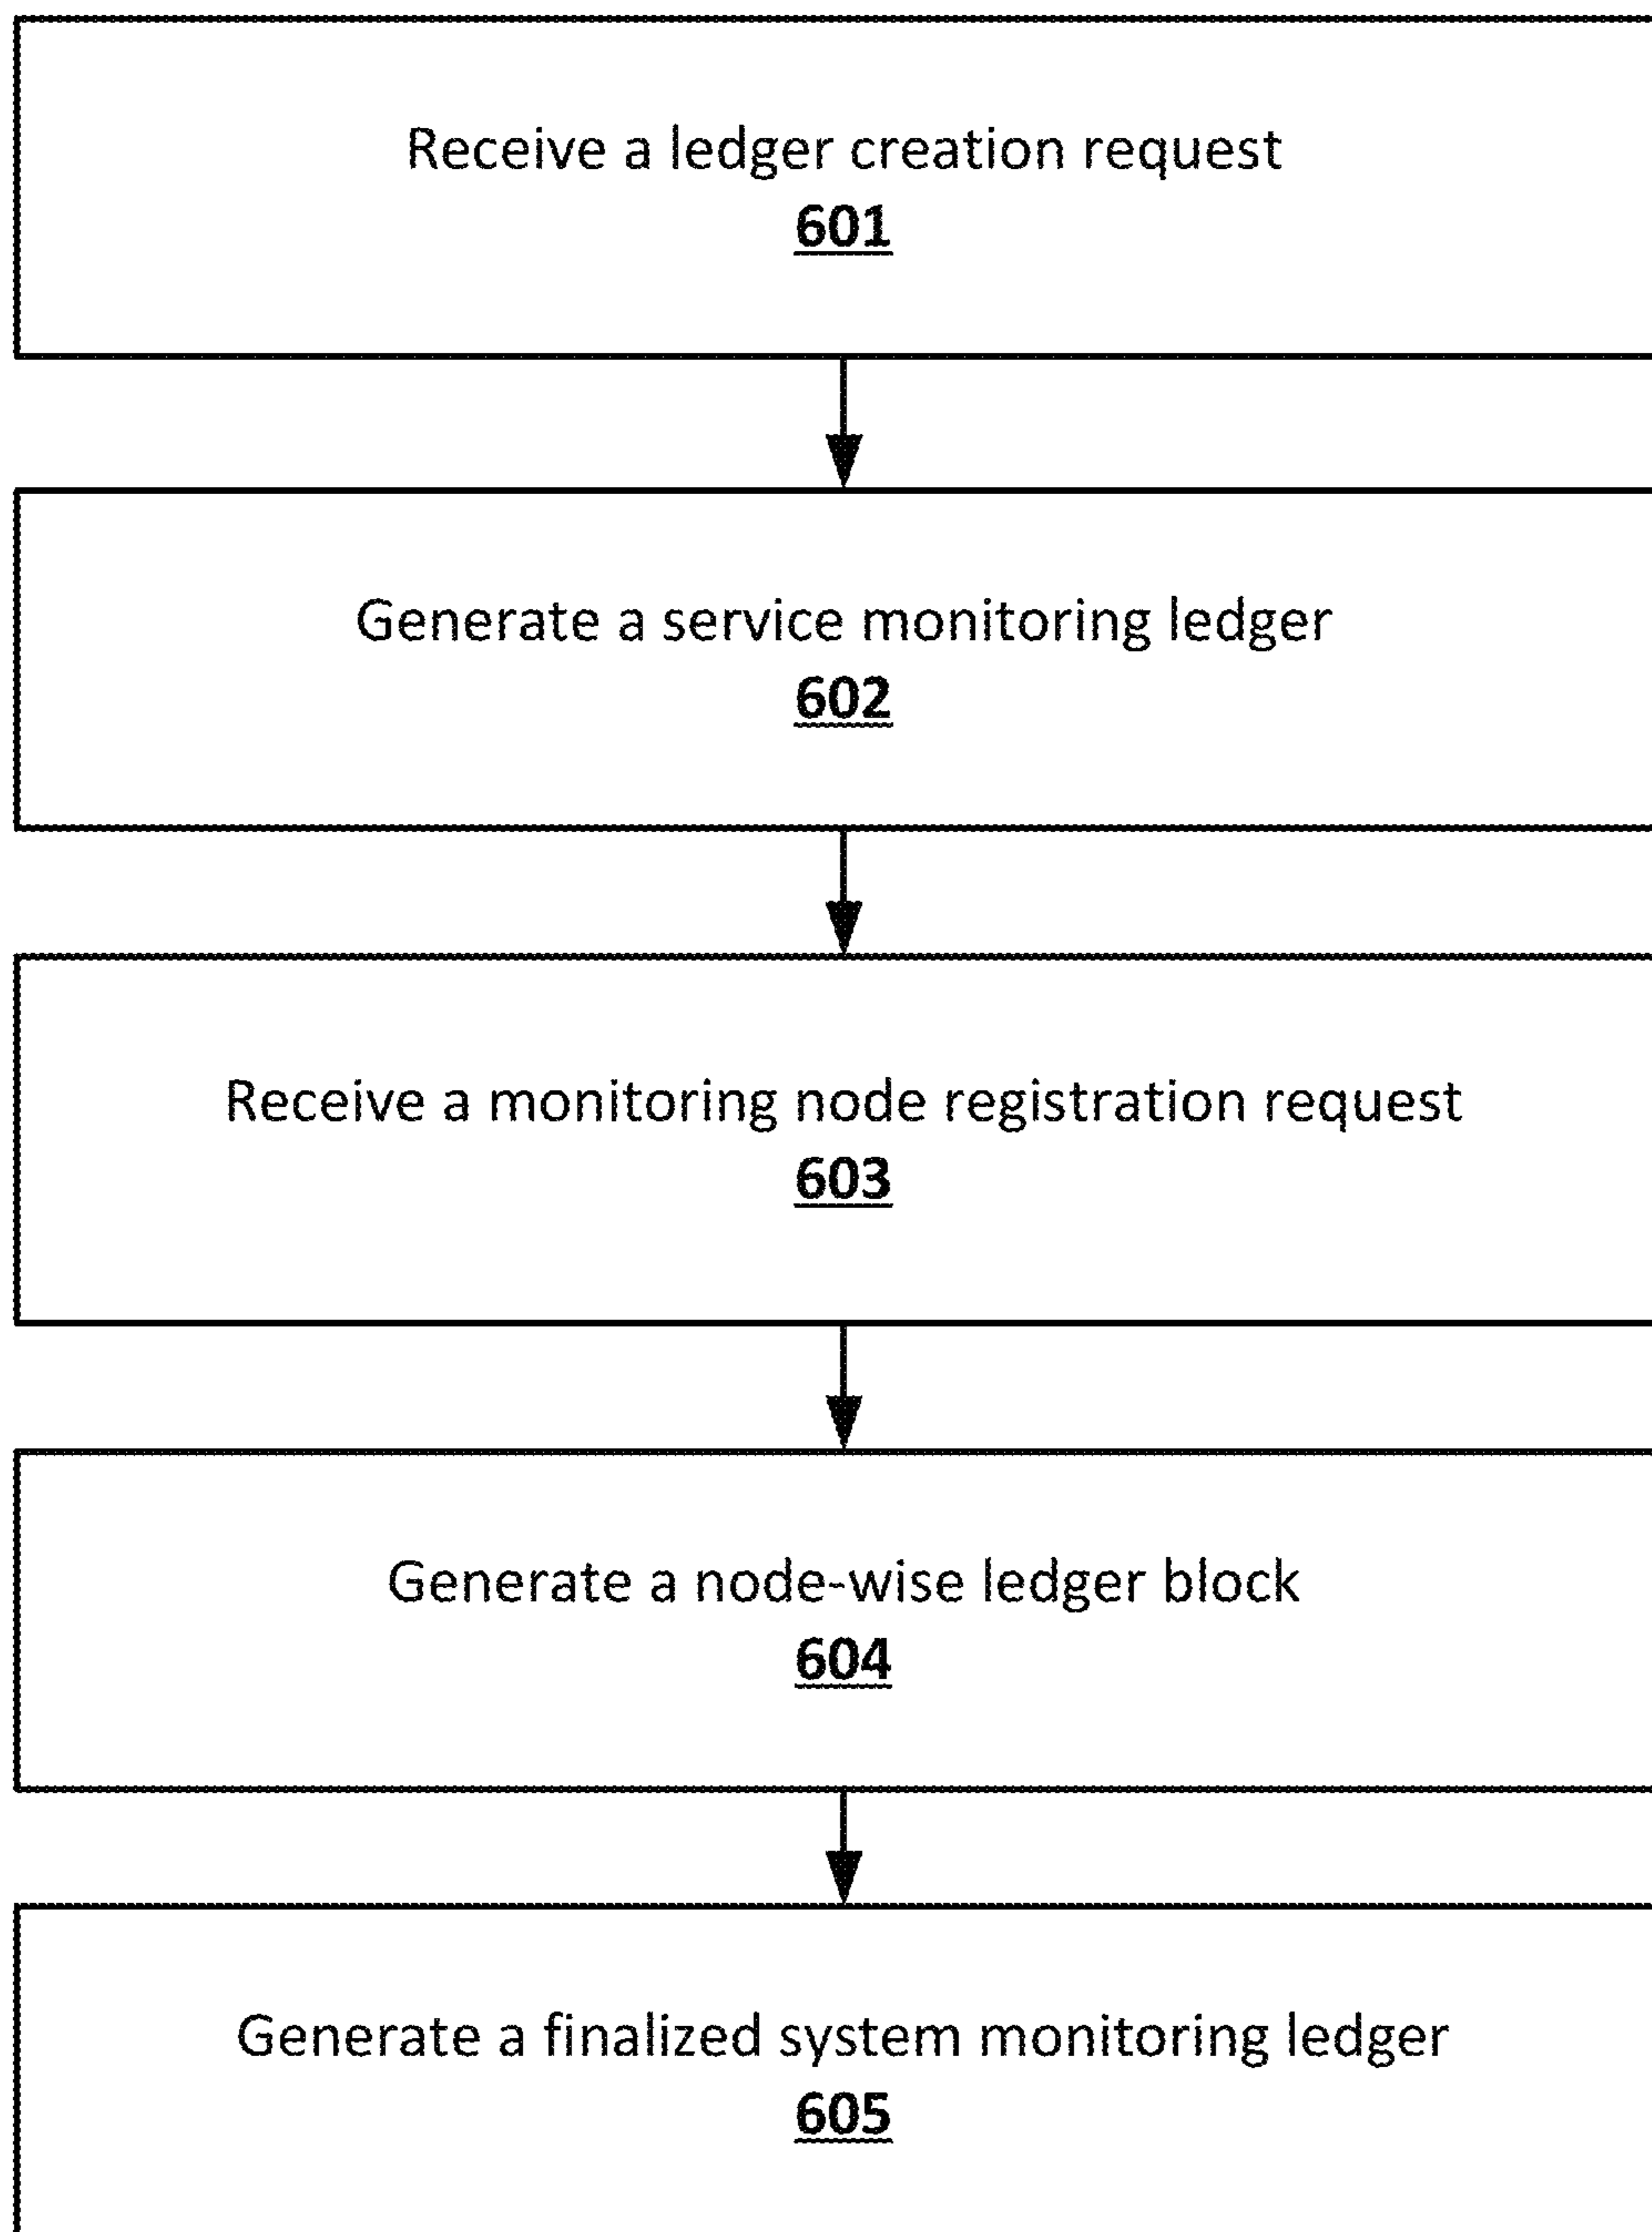 Receive a ledger creation request
601
Generate a service monitoring ledger
602
Receive a monitoring node registration request
603
Generate a node-wise ledger block
604
Generate a finalized system monitoring ledger
605